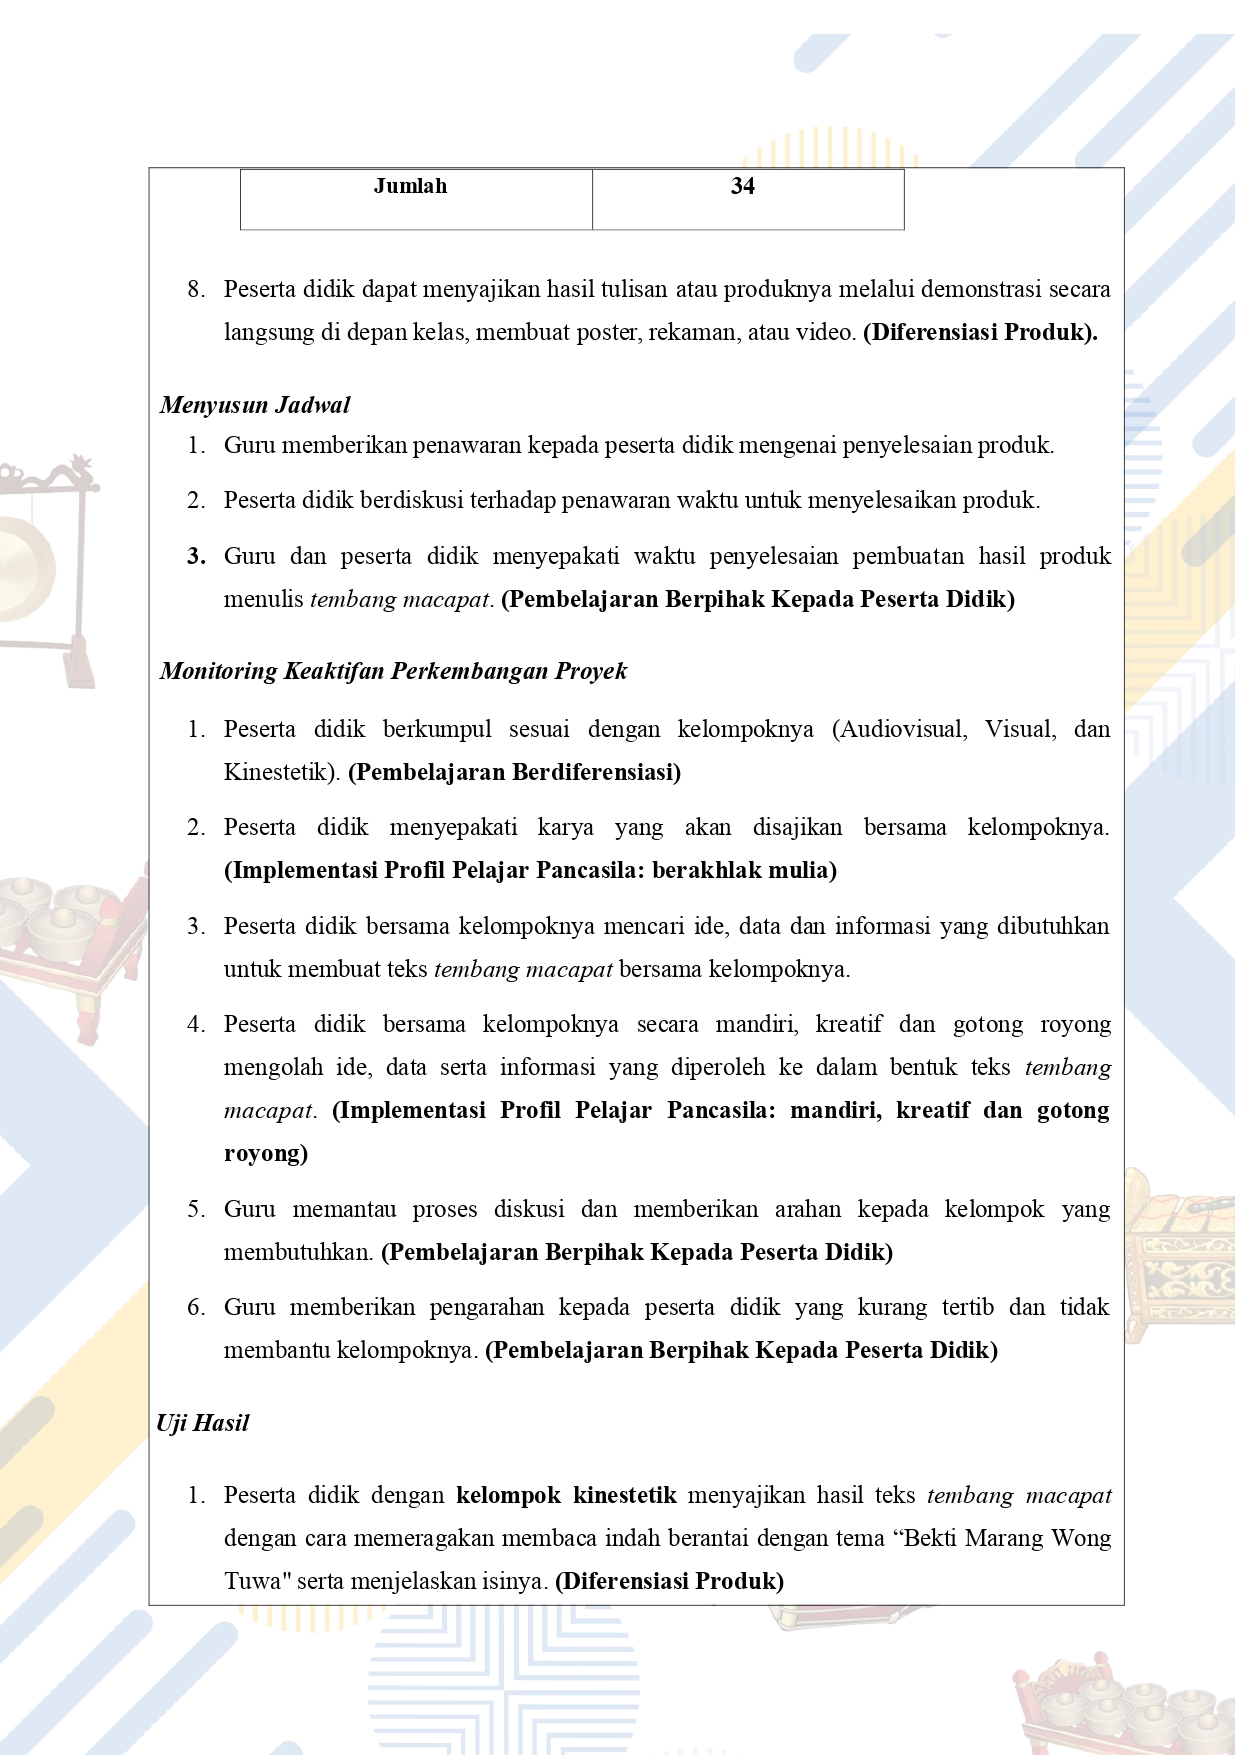 Jumlah 34
8. Peserta didik dapat menyajikan hasil tulisan atau produknya melalui demonstrasi secara
langsung di depan kelas, membuat poster, rekaman, atau video. (Diferensiasi Produk).
Menyusun Jadwal
1. Guru memberikan penawaran kepada peserta didik mengenai penyelesaian produk.
2. Peserta didik berdiskusi terhadap penawaran waktu untuk menyelesaikan produk.
3. Guru dan peserta didik menyepakati waktu penyelesaian pembuatan hasil produk
menulis tembang macapat. (Pembelajaran Berpihak Kepada Peserta Didik)
Monitoring Keaktifan Perkembangan Proyek
1. Peserta didik berkumpul sesuai dengan kelompoknya (Audiovisual, Visual, dan
Kinestetik). (Pembelajaran Berdiferensiasi)
2. Peserta didik menyepakati karya yang akan disajikan bersama kelompoknya.
(Implementasi Profil Pelajar Pancasila: berakhlak mulia)
3. Peserta didik bersama kelompoknya mencari ide, data dan informasi yang dibutuhkan
untuk membuat teks tembang macapat bersama kelompoknya.
4. Peserta didik bersama kelompoknya secara mandiri, kreatif dan gotong royong
mengolah ide, data serta informasi yang diperoleh ke dalam bentuk teks tembang
macapat. (Implementasi Profil Pelajar Pancasila: mandiri, kreatif dan gotong
royong)
5. Guru memantau proses diskusi dan memberikan arahan kepada kelompok yang
membutuhkan. (Pembelajaran Berpihak Kepada Peserta Didik)
6. Guru memberikan pengarahan kepada peserta didik yang kurang tertib dan tidak
membantu kelompoknya. (Pembelajaran Berpihak Kepada Peserta Didik)
Uji Hasil
1. Peserta didik dengan kelompok kinestetik menyajikan hasil teks tembang macapat
dengan cara memeragakan membaca indah berantai dengan tema “Bekti Marang Wong
Tuwa" serta menjelaskan isinya. (Diferensiasi Produk)